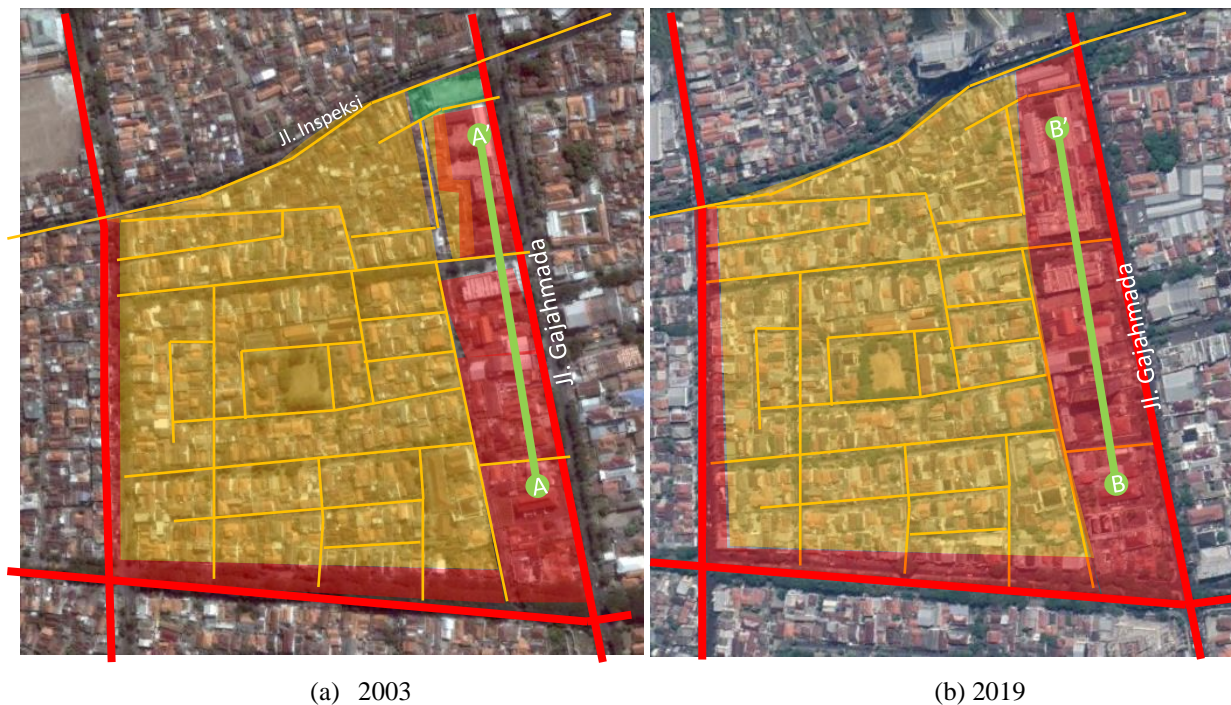 Jl. Inspeksi
A'
Jl. Gajahmada
A
B'
Jl. Gajahmada
B
(a) 2003
(b) 2019